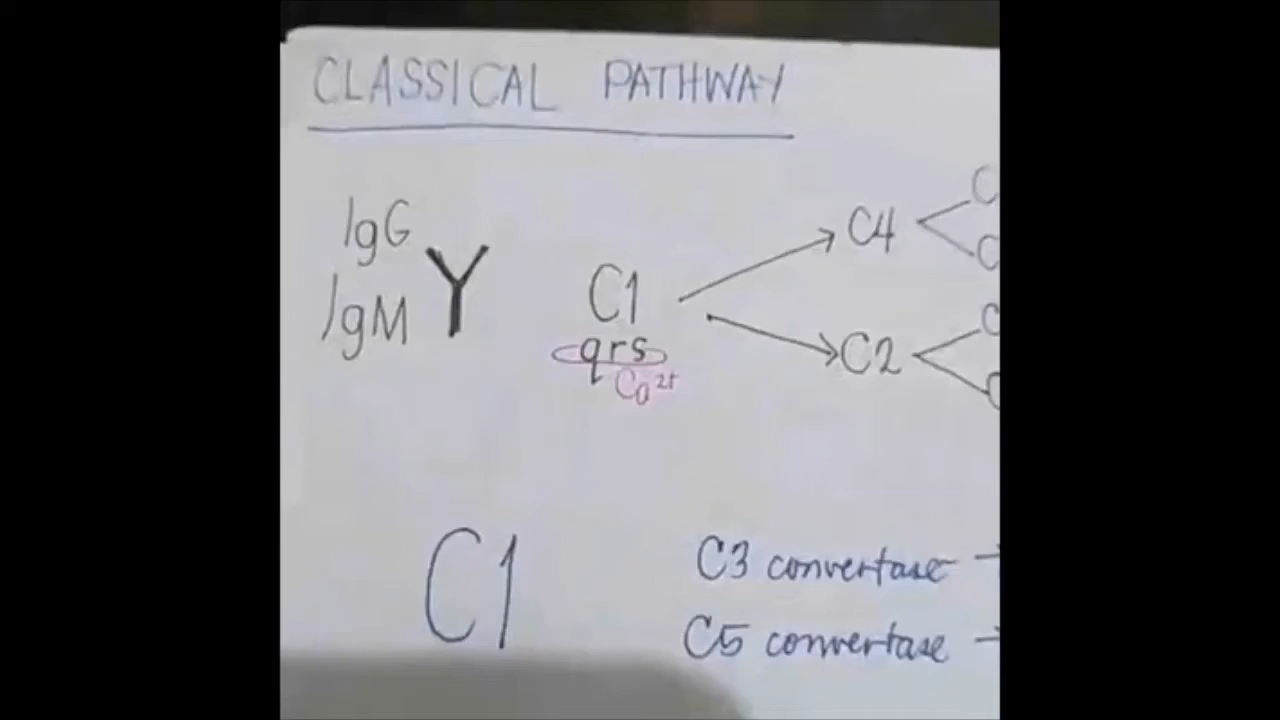 CLASSICAL PATHWAY
IgG
IgM
C1
qrs
Ca²⁺
C4
C
C
C2
C
C
C1
C3 convertase →
C5 convertase →